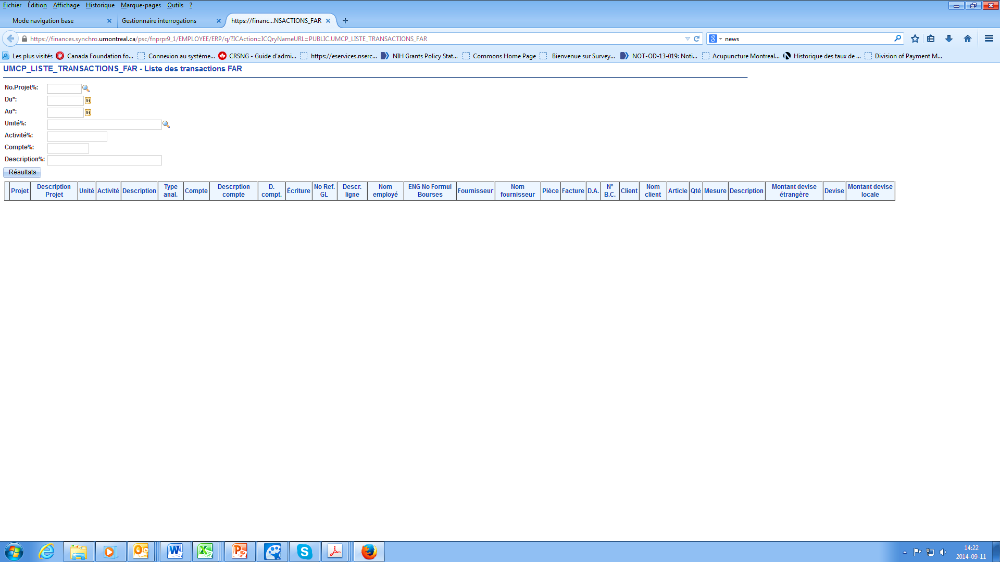 Fichier Édition Affichage Historique Marque-pages Outils ?
Mode navigation base Gestionnaire interrogations https://financ...NSACTIONS_FAR
https://finances.synchro.umontreal.ca/psc/fnprpr9_1/EMPLOYEE/ERP/q/?ICAction=ICQryNameURL=PUBLIC.UMCP_LISTE_TRANSACTIONS_FAR news
Les plus visités Canada Foundation fo... Connexion au système... CRSNG - Guide d'admi... https://eservices.nserc... NIH Grants Policy Stat... Commons Home Page Bienvenue sur Survey... NOT-OD-13-019: Noti... Acupuncture Montreal... Historique des taux de ... Division of Payment M...
UMCP_LISTE_TRANSACTIONS_FAR - Liste des transactions FAR
No.Projet%:
Du*:
Au*:
Unité%:
Activité%:
Compte%:
Description%:
Résultats
Projet Description Projet Unité Activité Description Type anal. Compte Descrption compte D. compt. Écriture No Ref. GL Descr. ligne Nom employé ENG No Formul Bourses Fournisseur Nom fournisseur Pièce Facture D.A. N° B.C. Client Nom client Article Qté Mesure Description Montant devise étrangère Devise Montant devise locale
14:22
2014-09-11